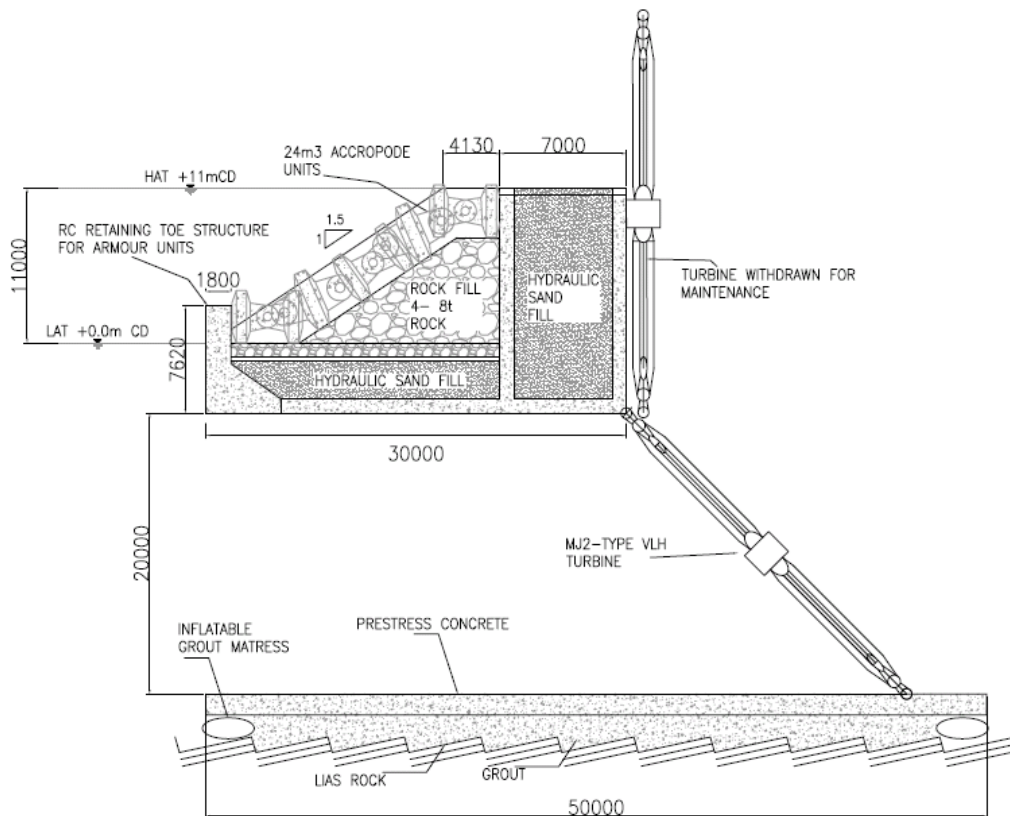 4130
7000
24m3 ACCROPODE
UNITS
HAT +11mCD
RC RETAINING TOE STRUCTURE
FOR ARMOUR UNITS
1.5
1
11000
1800
ROCK FILL
4- 8t
ROCK
HYDRAULIC
SAND
FILL
TURBINE WITHDRAWN FOR
MAINTENANCE
LAT +0.0m CD
7620
HYDRAULIC SAND FILL
30000
20000
MJ2-TYPE VLH
TURBINE
INFLATABLE
GROUT MATRESS
PRESTRESS CONCRETE
LIAS ROCK
GROUT
50000